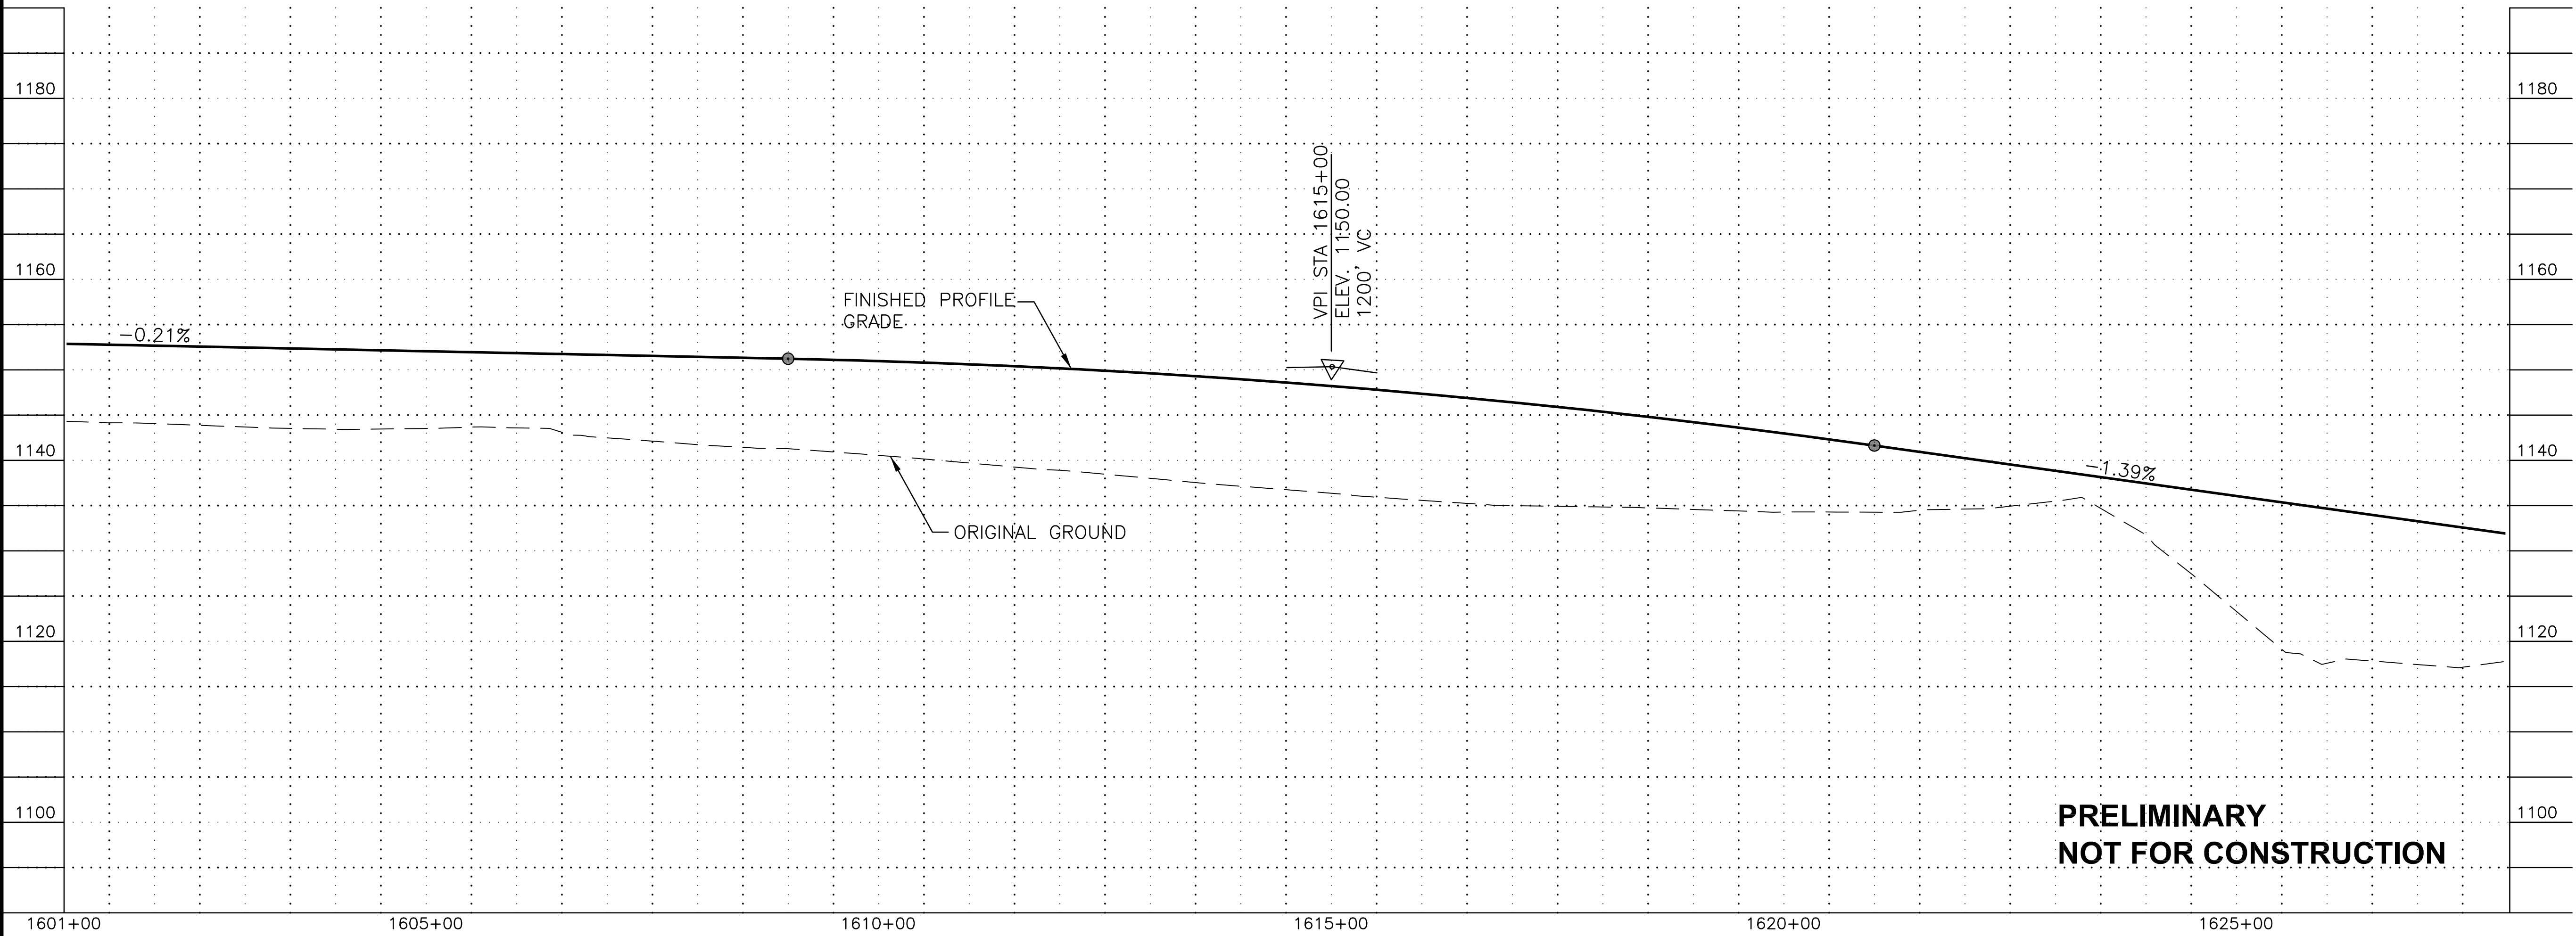 1180
1180
VPI STA 1615+00
ELEV. 1150.00
1200' VC
1160
1160
FINISHED PROFILE
GRADE
-0.21%
1140
1140
-1.39%
ORIGINAL GROUND
1120
1120
1100
1100
PRELIMINARY
NOT FOR CONSTRUCTION
1601+00
1605+00
1610+00
1615+00
1620+00
1625+00